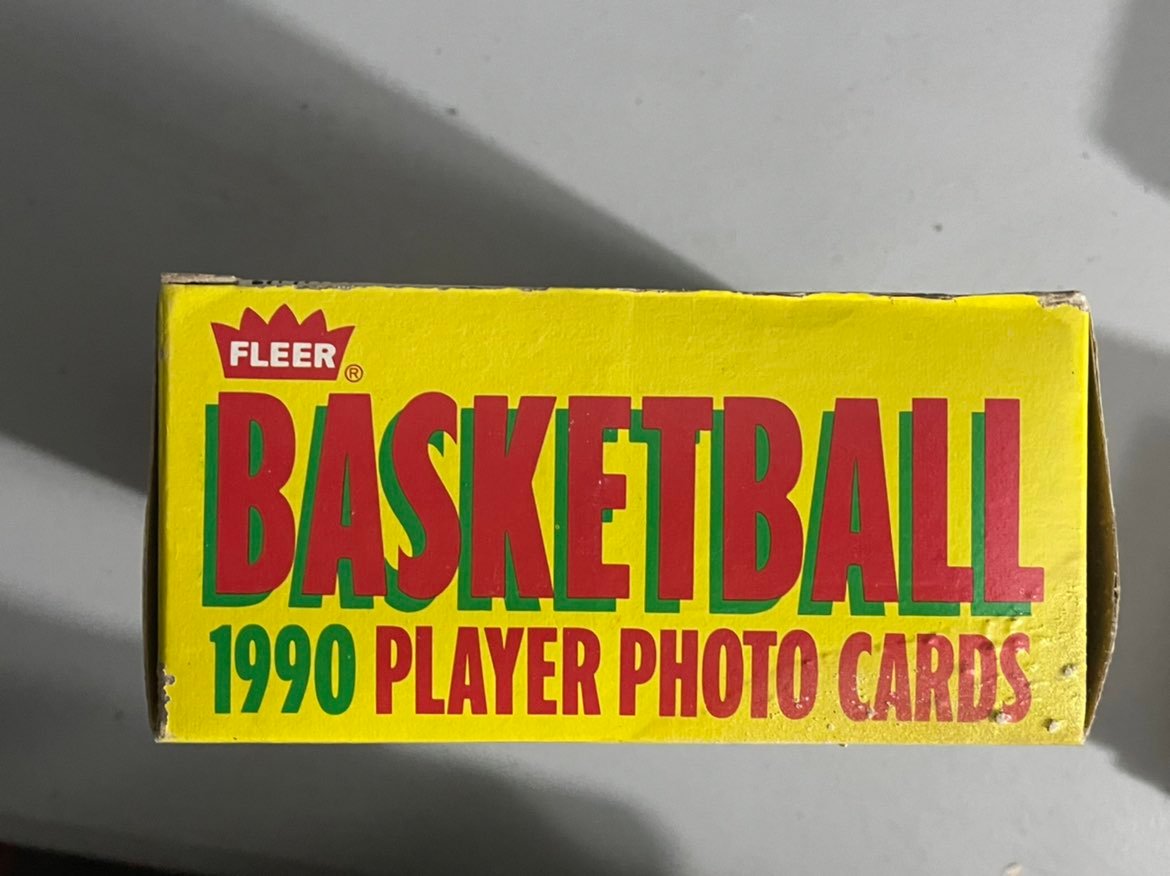 FLEER®
BASKETBALL
1990 PLAYER PHOTO CARDS